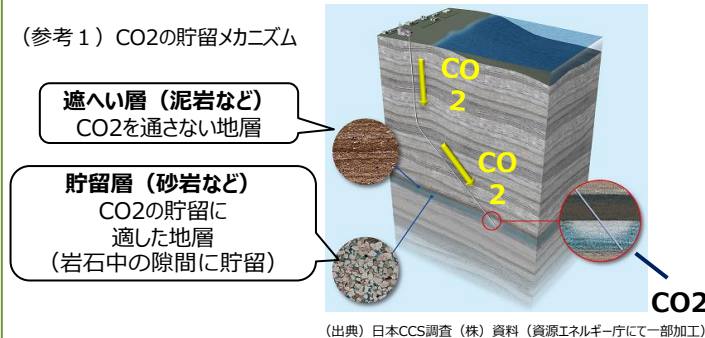 （参考１）CO2の貯留メカニズム
遮へい層（泥岩など）
CO2を通さない地層
貯留層（砂岩など）
CO2の貯留に
適した地層
（岩石中の隙間に貯留）
CO
2
CO
2
CO2
（出典）日本CCS調査（株）資料（資源エネルギー庁にて一部加工）